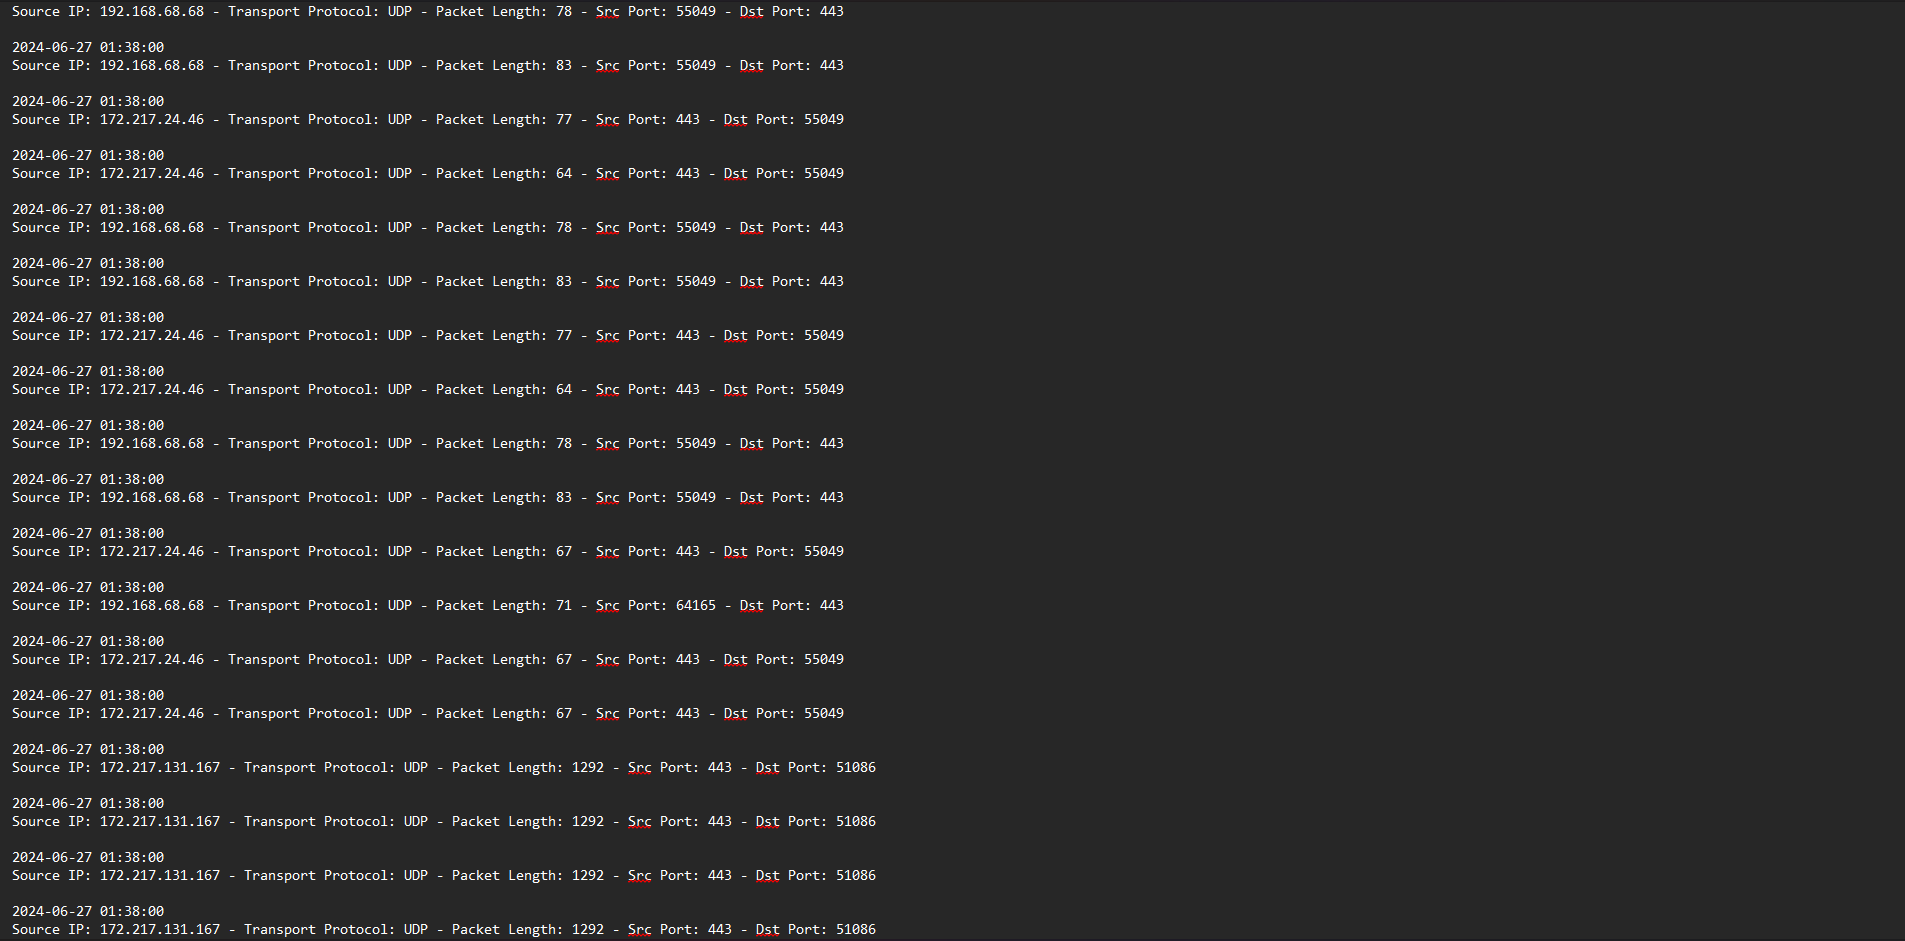 Source IP: 192.168.68.68 - Transport Protocol: UDP - Packet Length: 78 - Src Port: 55049 - Dst Port: 443
2024-06-27 01:38:00
Source IP: 192.168.68.68 - Transport Protocol: UDP - Packet Length: 83 - Src Port: 55049 - Dst Port: 443
2024-06-27 01:38:00
Source IP: 172.217.24.46 - Transport Protocol: UDP - Packet Length: 77 - Src Port: 443 - Dst Port: 55049
2024-06-27 01:38:00
Source IP: 172.217.24.46 - Transport Protocol: UDP - Packet Length: 64 - Src Port: 443 - Dst Port: 55049
2024-06-27 01:38:00
Source IP: 192.168.68.68 - Transport Protocol: UDP - Packet Length: 78 - Src Port: 55049 - Dst Port: 443
2024-06-27 01:38:00
Source IP: 192.168.68.68 - Transport Protocol: UDP - Packet Length: 83 - Src Port: 55049 - Dst Port: 443
2024-06-27 01:38:00
Source IP: 172.217.24.46 - Transport Protocol: UDP - Packet Length: 77 - Src Port: 443 - Dst Port: 55049
2024-06-27 01:38:00
Source IP: 172.217.24.46 - Transport Protocol: UDP - Packet Length: 64 - Src Port: 443 - Dst Port: 55049
2024-06-27 01:38:00
Source IP: 192.168.68.68 - Transport Protocol: UDP - Packet Length: 78 - Src Port: 55049 - Dst Port: 443
2024-06-27 01:38:00
Source IP: 192.168.68.68 - Transport Protocol: UDP - Packet Length: 83 - Src Port: 55049 - Dst Port: 443
2024-06-27 01:38:00
Source IP: 172.217.24.46 - Transport Protocol: UDP - Packet Length: 67 - Src Port: 443 - Dst Port: 55049
2024-06-27 01:38:00
Source IP: 192.168.68.68 - Transport Protocol: UDP - Packet Length: 71 - Src Port: 64165 - Dst Port: 443
2024-06-27 01:38:00
Source IP: 172.217.24.46 - Transport Protocol: UDP - Packet Length: 67 - Src Port: 443 - Dst Port: 55049
2024-06-27 01:38:00
Source IP: 172.217.24.46 - Transport Protocol: UDP - Packet Length: 67 - Src Port: 443 - Dst Port: 55049
2024-06-27 01:38:00
Source IP: 172.217.131.167 - Transport Protocol: UDP - Packet Length: 1292 - Src Port: 443 - Dst Port: 51086
2024-06-27 01:38:00
Source IP: 172.217.131.167 - Transport Protocol: UDP - Packet Length: 1292 - Src Port: 443 - Dst Port: 51086
2024-06-27 01:38:00
Source IP: 172.217.131.167 - Transport Protocol: UDP - Packet Length: 1292 - Src Port: 443 - Dst Port: 51086
2024-06-27 01:38:00
Source IP: 172.217.131.167 - Transport Protocol: UDP - Packet Length: 1292 - Src Port: 443 - Dst Port: 51086